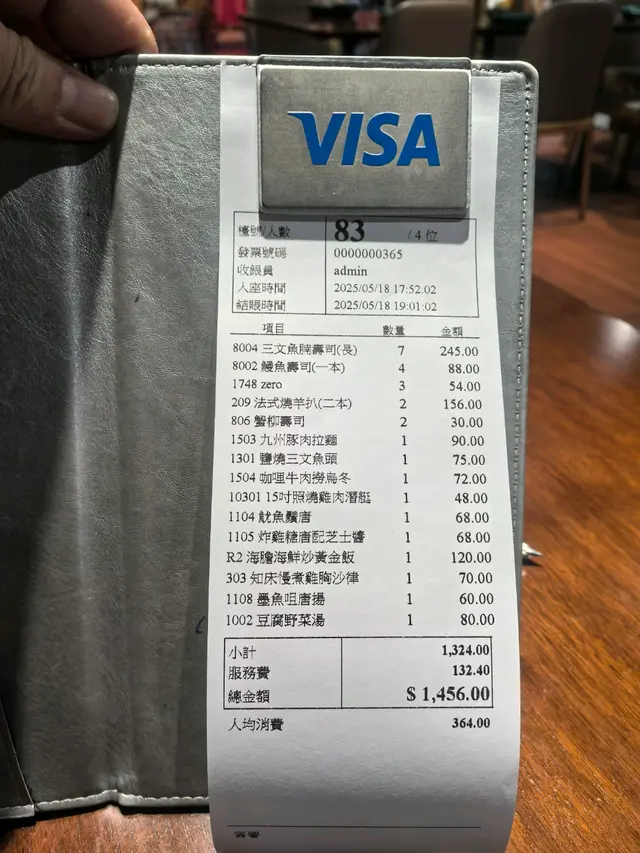 VISA
檯號/人數 83 / 4 位
發票號碼 0000000365
收銀員 admin
入座時間 2025/05/18 17:52:02
結賬時間 2025/05/18 19:01:02
項目 數量 金額
8004 三文魚腩壽司(長) 7 245.00
8002 鰻魚壽司(一本) 4 88.00
1748 zero 3 54.00
209 法式燒羊扒(二本) 2 156.00
806 蟹柳壽司 2 30.00
1503 九州豚肉拉麵 1 90.00
1301 鹽燒三文魚頭 1 75.00
1504 咖哩牛肉撈烏冬 1 72.00
10301 15吋照燒雞肉潛艇 1 48.00
1104 魷魚鬚唐 1 68.00
1105 炸雞糖唐配芝士醬 1 68.00
R2 海膽海鮮炒黃金飯 1 120.00
303 知床慢煮雞胸沙律 1 70.00
1108 墨魚咀唐揚 1 60.00
1002 豆腐野菜湯 1 80.00
小計 1,324.00
服務費 132.40
總金額 $ 1,456.00
人均消費 364.00